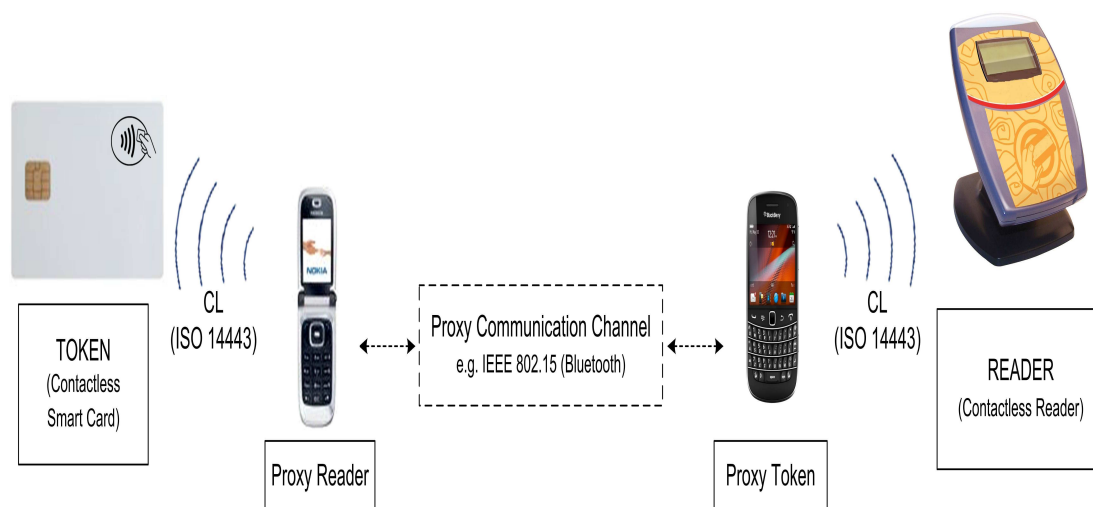 TOKEN
(Contactless
Smart Card)
CL
(ISO 14443)
NOKIA
Proxy Reader
Proxy Communication Channel
e.g. IEEE 802.15 (Bluetooth)
BlackBerry
Proxy Token
CL
(ISO 14443)
READER
(Contactless Reader)